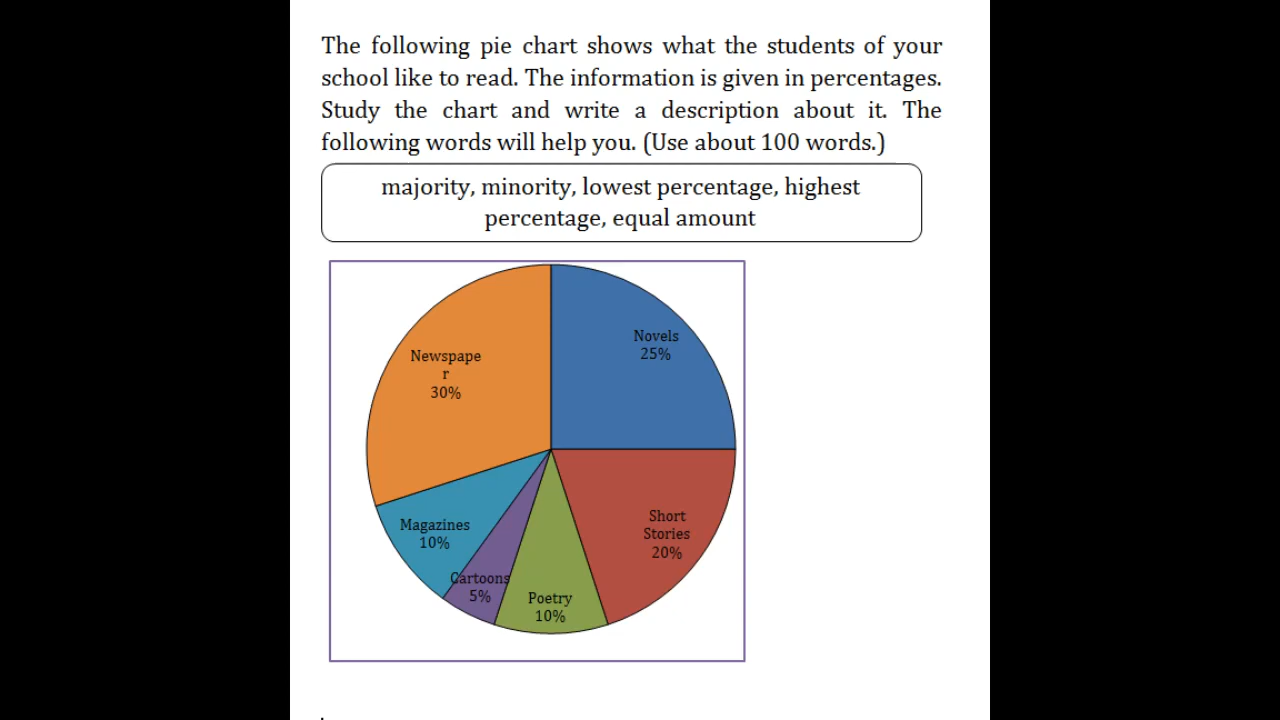 The following pie chart shows what the students of your
school like to read. The information is given in percentages.
Study the chart and write a description about it. The
following words will help you. (Use about 100 words.)
majority, minority, lowest percentage, highest
percentage, equal amount
Novels
25%
Newspape
r
30%
Short
Stories
20%
Magazines
10%
Cartoons
5%
Poetry
10%